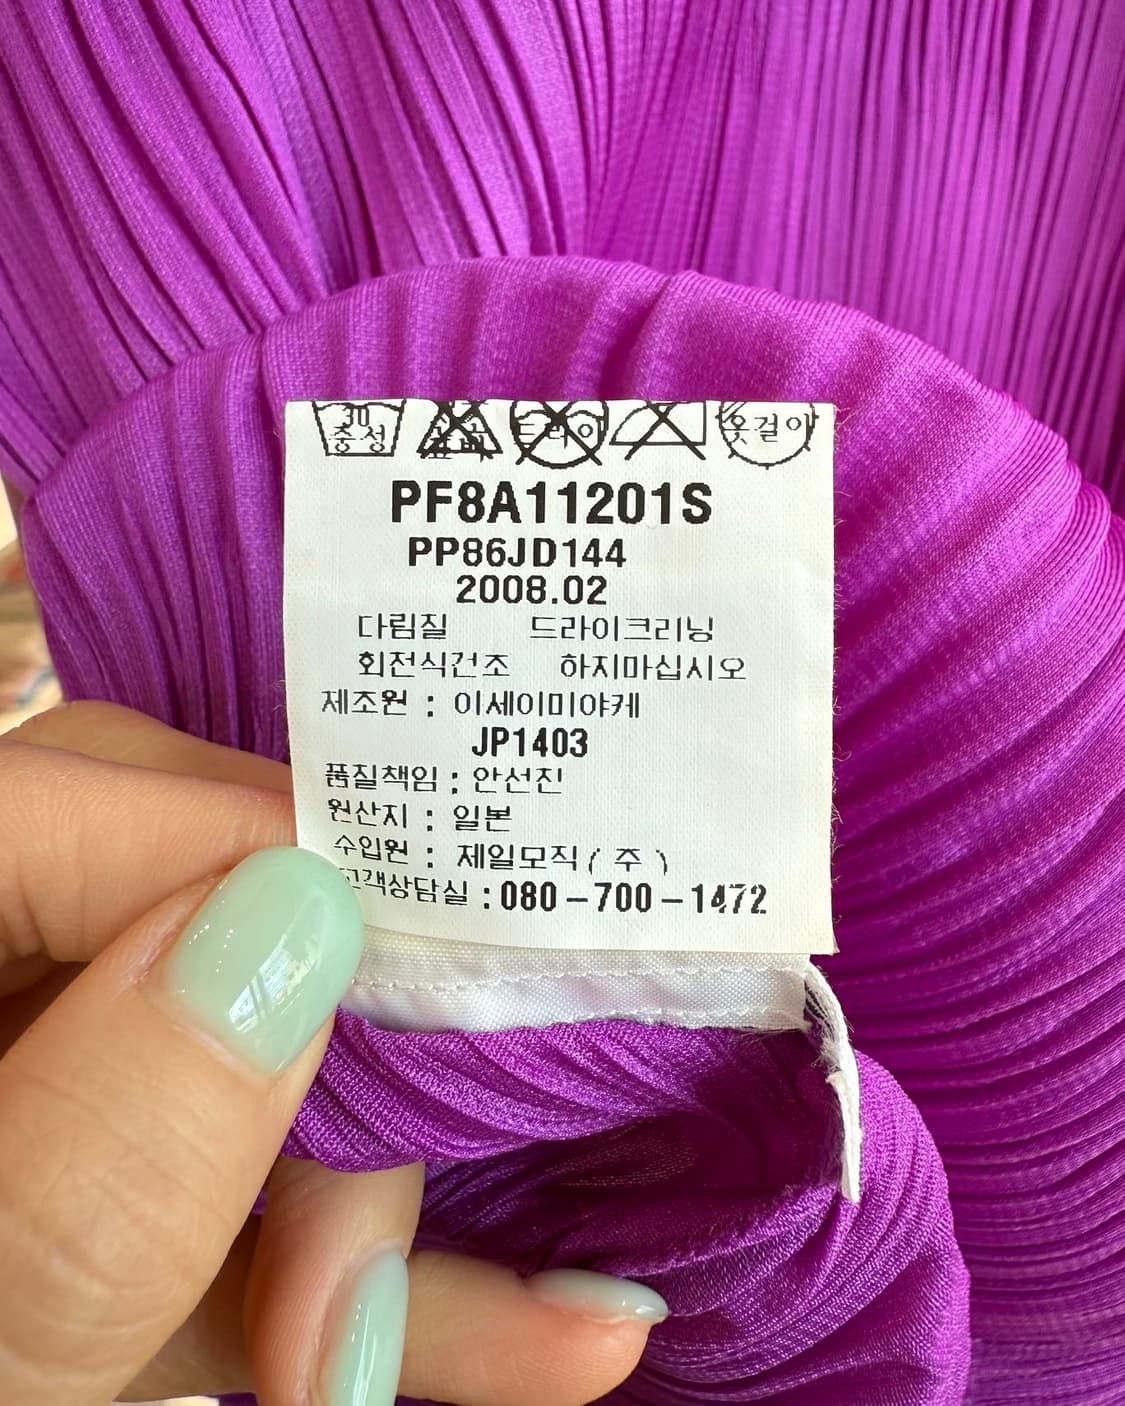 30 중성 드라이 옷걸이
PF8A11201S
PP86JD144
2008.02
다림질 드라이크리닝
회전식건조 하지마십시오
제조원 : 이세이미야케
JP1403
품질책임 : 안선진
원산지 : 일본
수입원 : 제일모직( 주 )
고객상담실 : 080-700-1472